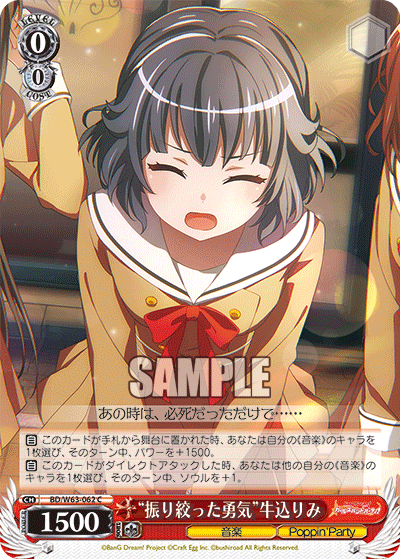 LEVEL
0
0
COST
SAMPLE
あの時は、必死だっただけで……
自 このカードが手札から舞台に置かれた時、あなたは自分の《音楽》のキャラを
1枚選び、そのターン中、パワーを+1500。
自 このカードがダイレクトアタックした時、あなたは他の自分の《音楽》のキャラを
1枚選び、そのターン中、ソウルを+1。
CH BD/W63-062 C
1500
“振り絞った勇気”牛込りみ
音楽
Poppin'Party
©BanG Dream! Project ©Craft Egg Inc. ©bushiroad All Rights Reserved.